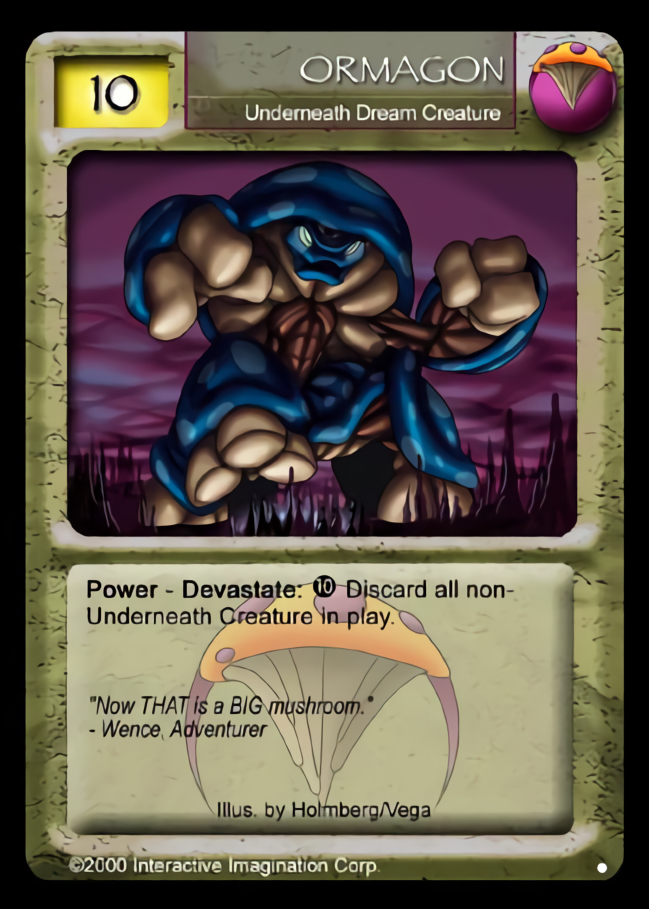 10
ORMAGON
Underneath Dream Creature
Power - Devastate: 10 Discard all non-
Underneath Creature in play.
"Now THAT is a BIG mushroom."
- Wence, Adventurer
Illus. by Holmberg/Vega
©2000 Interactive Imagination Corp.